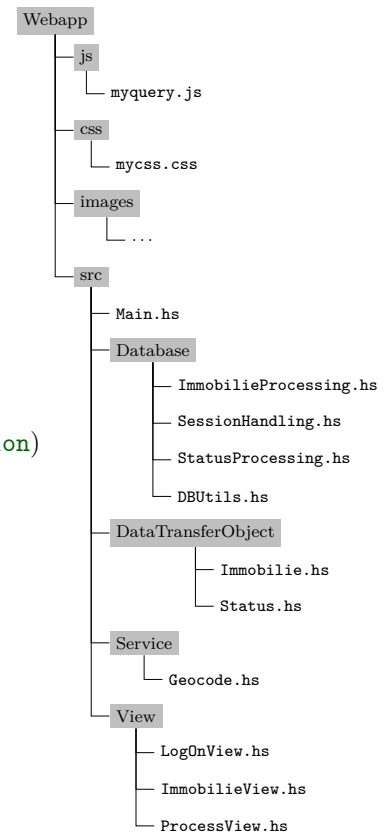 Webapp
js
myquery.js
css
mycss.css
images
...
src
Main.hs
Database
ImmobilieProcessing.hs
SessionHandling.hs
on)
StatusProcessing.hs
DBUtils.hs
DataTransferObject
Immobilie.hs
Status.hs
Service
Geocode.hs
View
LogOnView.hs
ImmobilieView.hs
ProcessView.hs